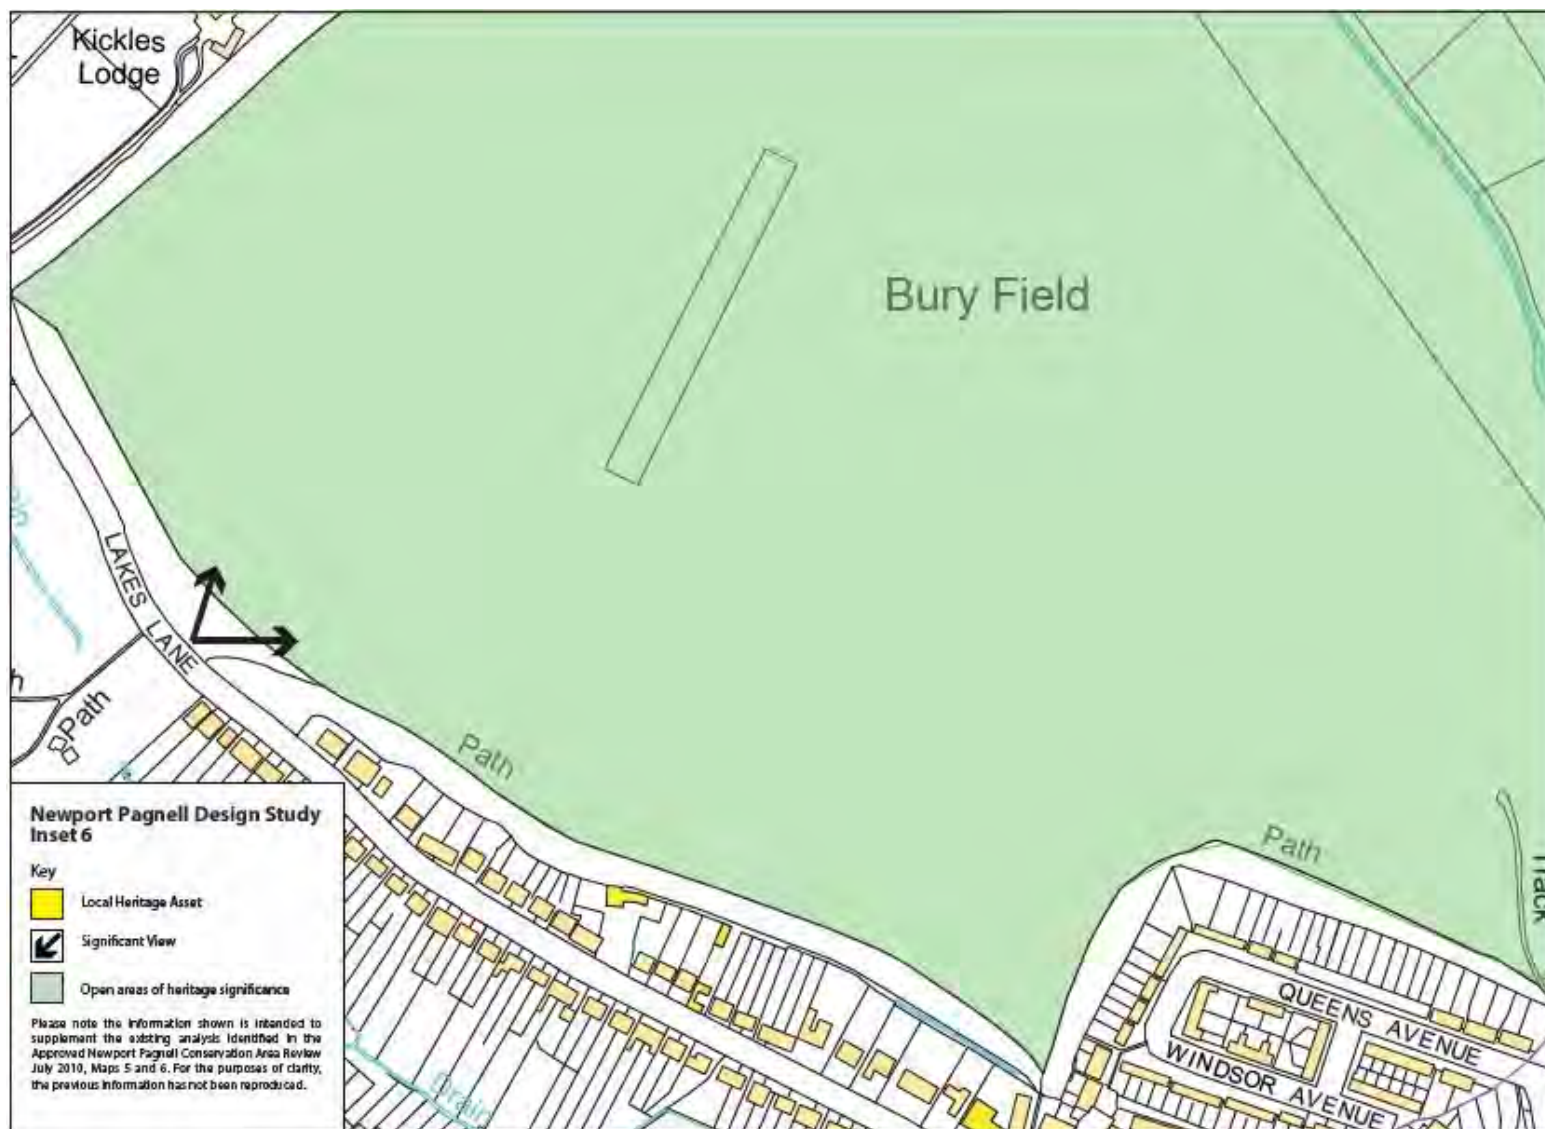 Kickles
Lodge
Bury Field
LAKES LANE
Path
Path
Path
Track
QUEENS AVENUE
WINDSOR AVENUE
Drain
Newport Pagnell Design Study
Inset 6
Key
Local Heritage Asset
Significant View
Open areas of heritage significance
Please note the information shown is intended to
supplement the existing analysis identified in the
Approved Newport Pagnell Conservation Area Review
July 2010, Maps 5 and 6. For the purposes of clarity,
the previous information has not been reproduced.